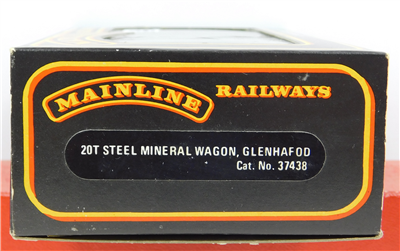 MAINLINE RAILWAYS
20T STEEL MINERAL WAGON, GLENHAFOD
Cat. No. 37438